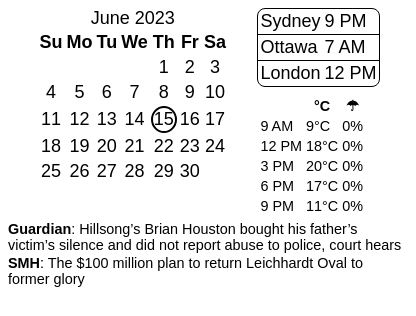 June 2023
Su Mo Tu We Th Fr Sa
1 2 3
4 5 6 7 8 9 10
11 12 13 14 15 16 17
18 19 20 21 22 23 24
25 26 27 28 29 30
Sydney 9 PM
Ottawa 7 AM
London 12 PM
°C ☂
9 AM 9°C 0%
12 PM 18°C 0%
3 PM 20°C 0%
6 PM 17°C 0%
9 PM 11°C 0%
Guardian: Hillsong’s Brian Houston bought his father’s
victim’s silence and did not report abuse to police, court hears
SMH: The $100 million plan to return Leichhardt Oval to
former glory